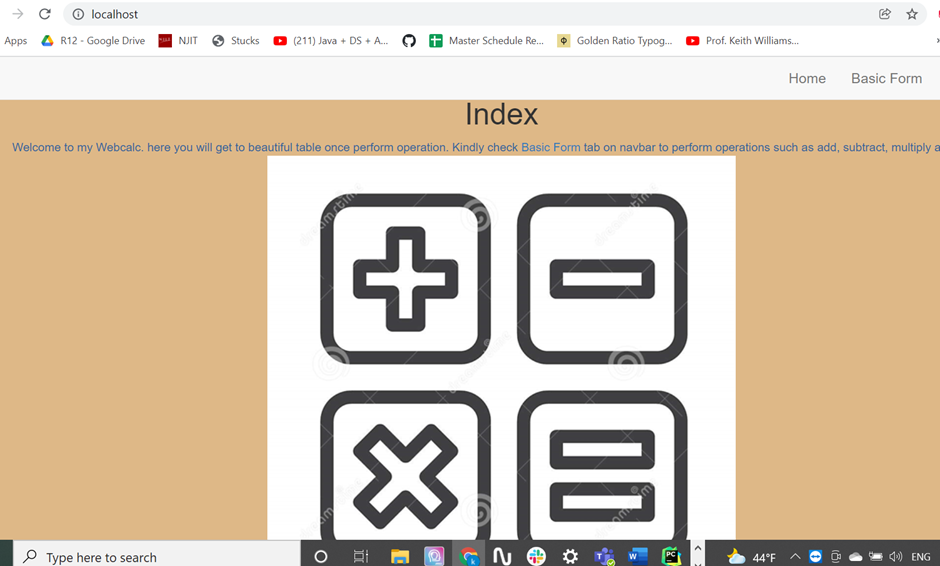 localhost
Apps R12 - Google Drive NJIT Stucks (211) Java + DS + A... Master Schedule Re... Golden Ratio Typog... Prof. Keith Williams...
Home Basic Form
Index
Welcome to my Webcalc. here you will get to beautiful table once perform operation. Kindly check Basic Form tab on navbar to perform operations such as add, subtract, multiply a
Type here to search 44°F ENG